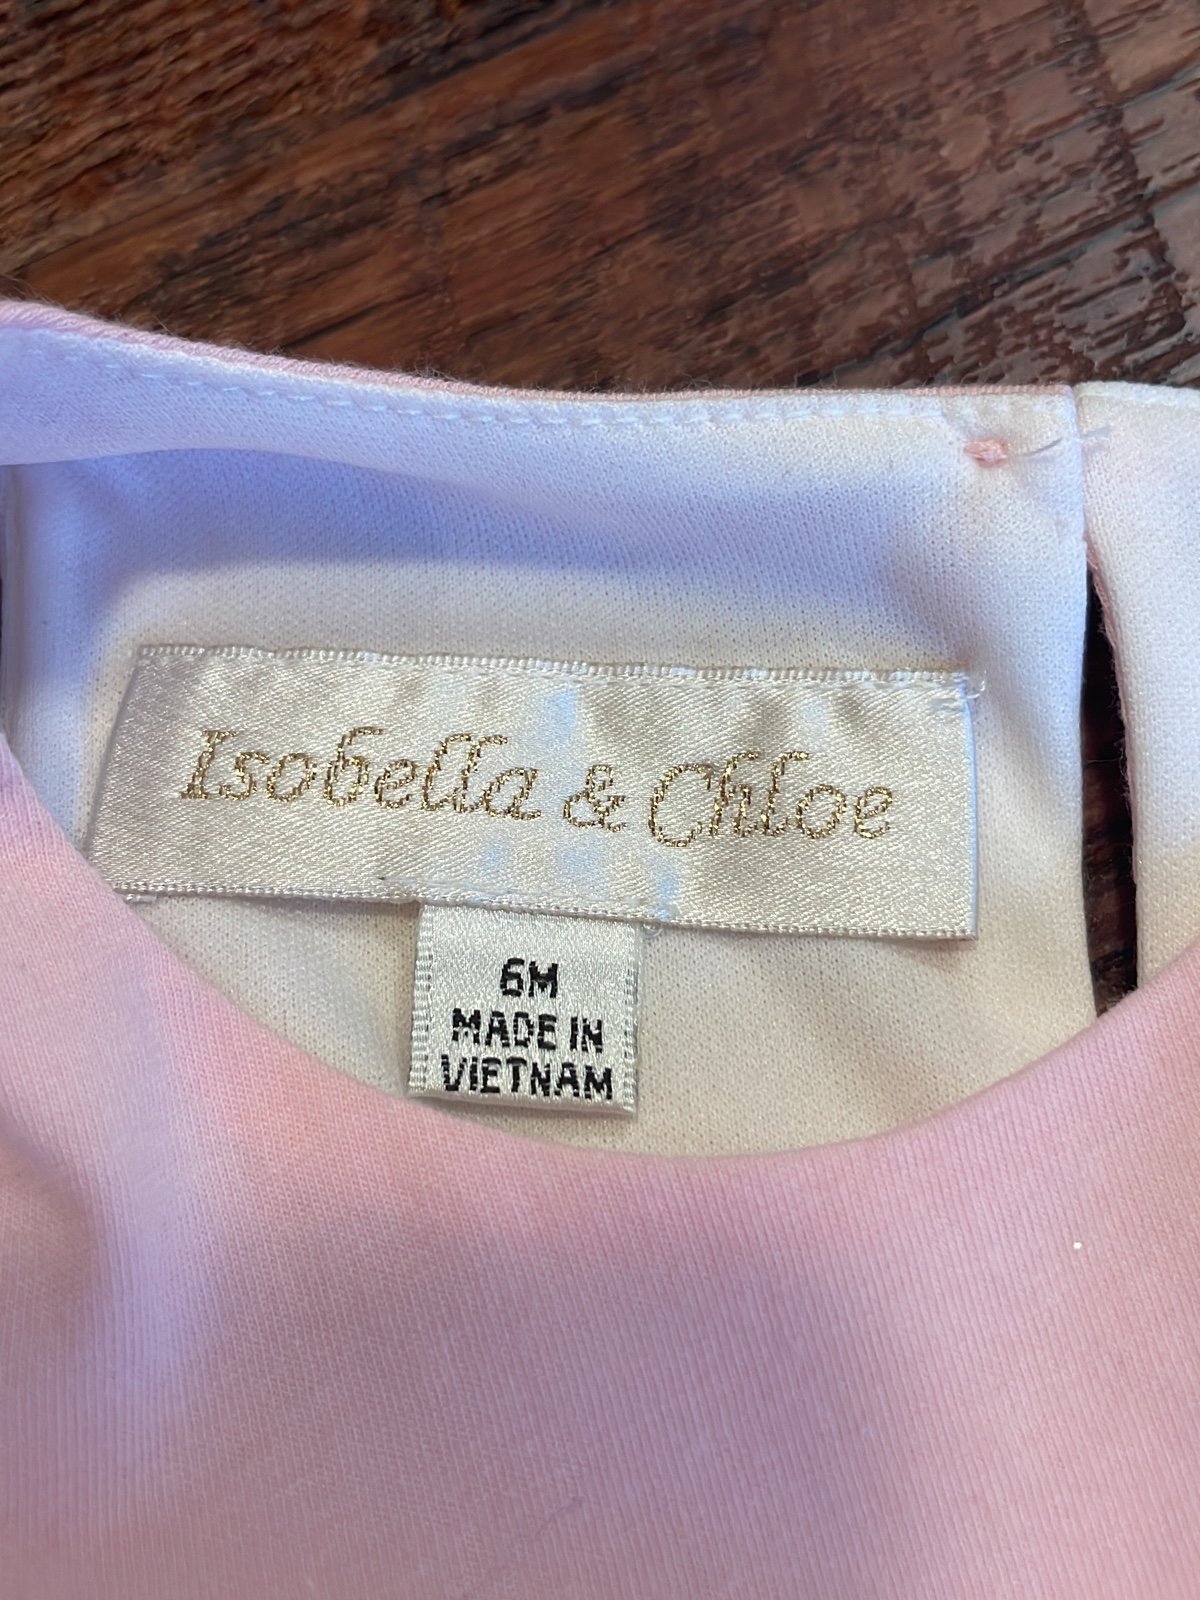 Isobella & Chloe
6M
MADE IN
VIETNAM